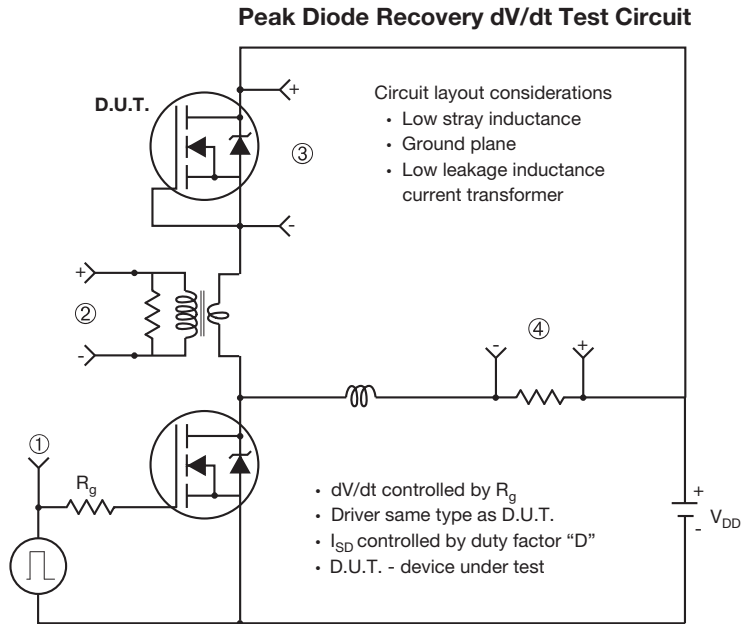 Peak Diode Recovery dV/dt Test Circuit
D.U.T.
+
Circuit layout considerations
• Low stray inductance
• Ground plane
• Low leakage inductance
current transformer
③
-
+
②
-
-
④
+
①
Rg
• dV/dt controlled by Rg
• Driver same type as D.U.T.
• ISD controlled by duty factor “D”
• D.U.T. - device under test
+
VDD
-